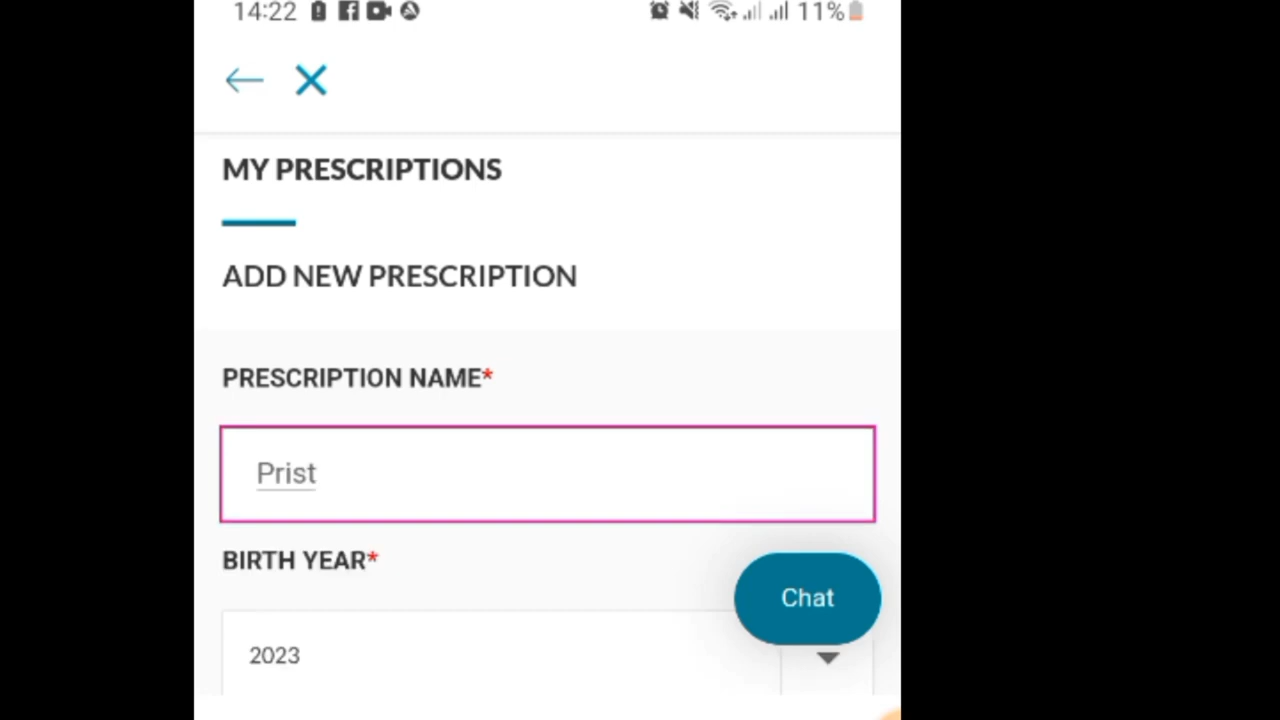 14:22 11%
MY PRESCRIPTIONS
ADD NEW PRESCRIPTION
PRESCRIPTION NAME*
Prist
BIRTH YEAR*
Chat
2023